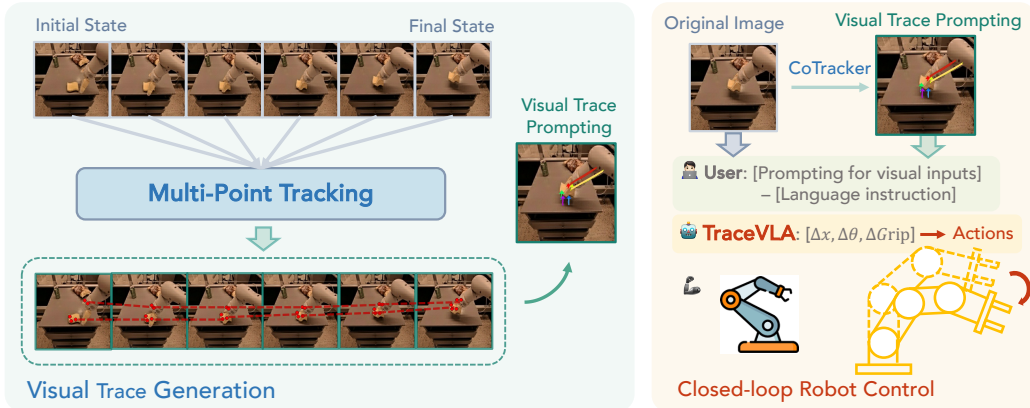 Initial State
Final State
Multi-Point Tracking
Visual Trace
Prompting
Visual Trace Generation
Original Image
Visual Trace Prompting
CoTracker
User: [Prompting for visual inputs]
– [Language instruction]
TraceVLA: [Δx, Δθ, ΔGrip] → Actions
Closed-loop Robot Control